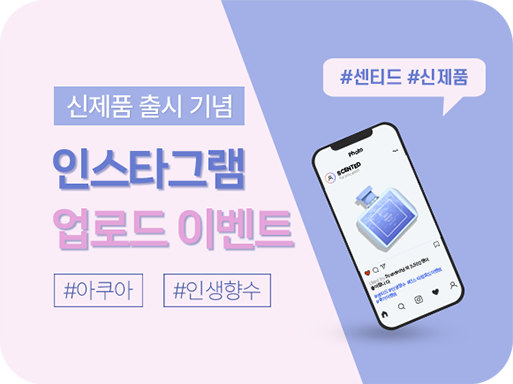 #센티드 #신제품
신제품 출시 기념
인스타그램
업로드 이벤트
#아쿠아 #인생향수
Photo
SCENTED